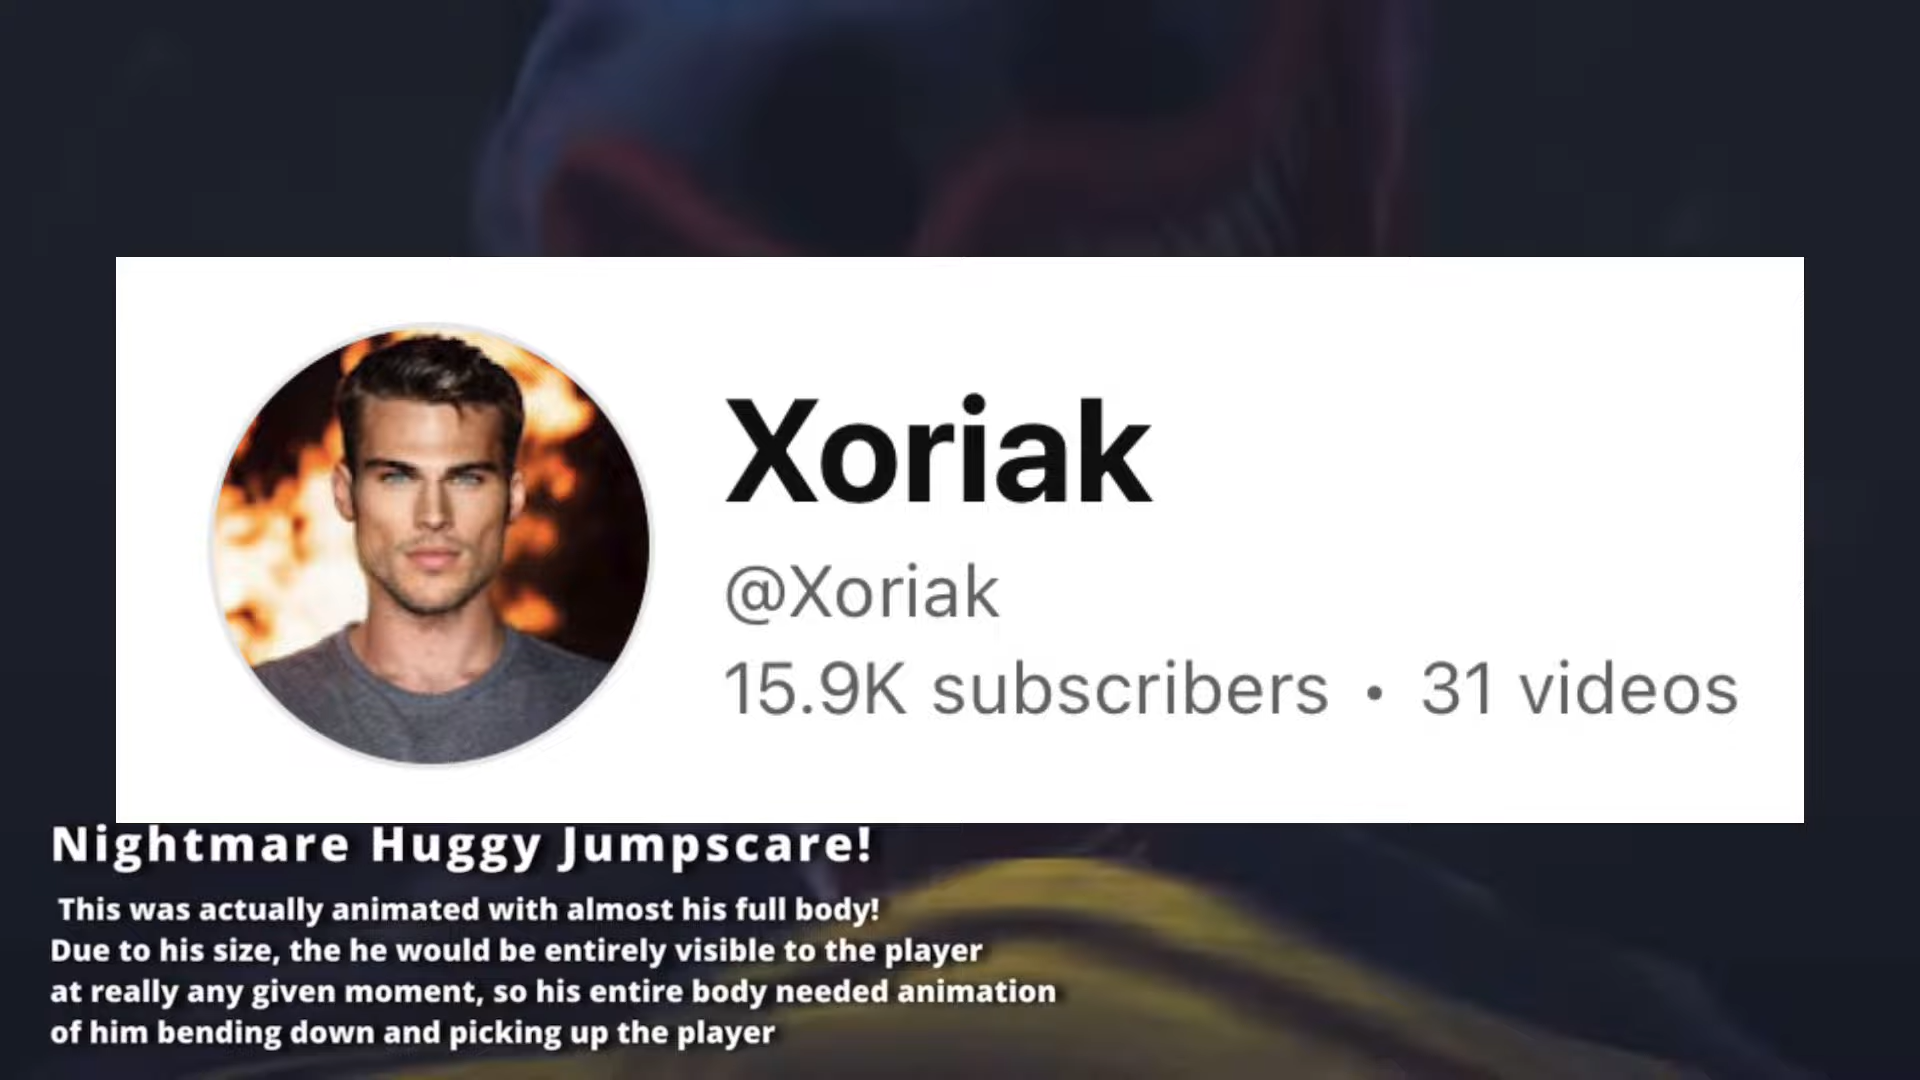 Xoriak
@Xoriak
15.9K subscribers • 31 videos
Nightmare Huggy Jumpscare!
This was actually animated with almost his full body!
Due to his size, the he would be entirely visible to the player
at really any given moment, so his entire body needed animation
of him bending down and picking up the player